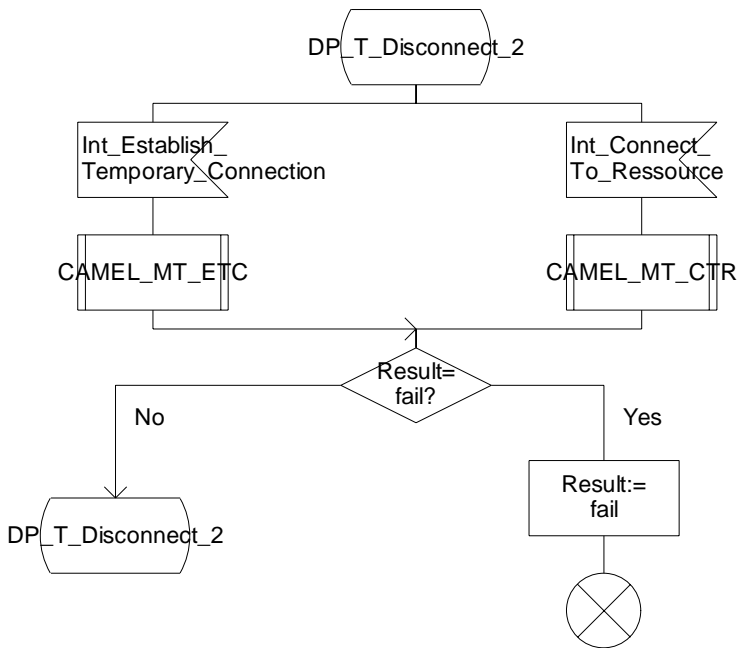 DP_T_Disconnect_2
Int_Establish_
Temporary_Connection
Int_Connect_
To_Ressource
CAMEL_MT_ETC
CAMEL_MT_CTR
Result=
fail?
No
Yes
Result:=
fail
DP_T_Disconnect_2